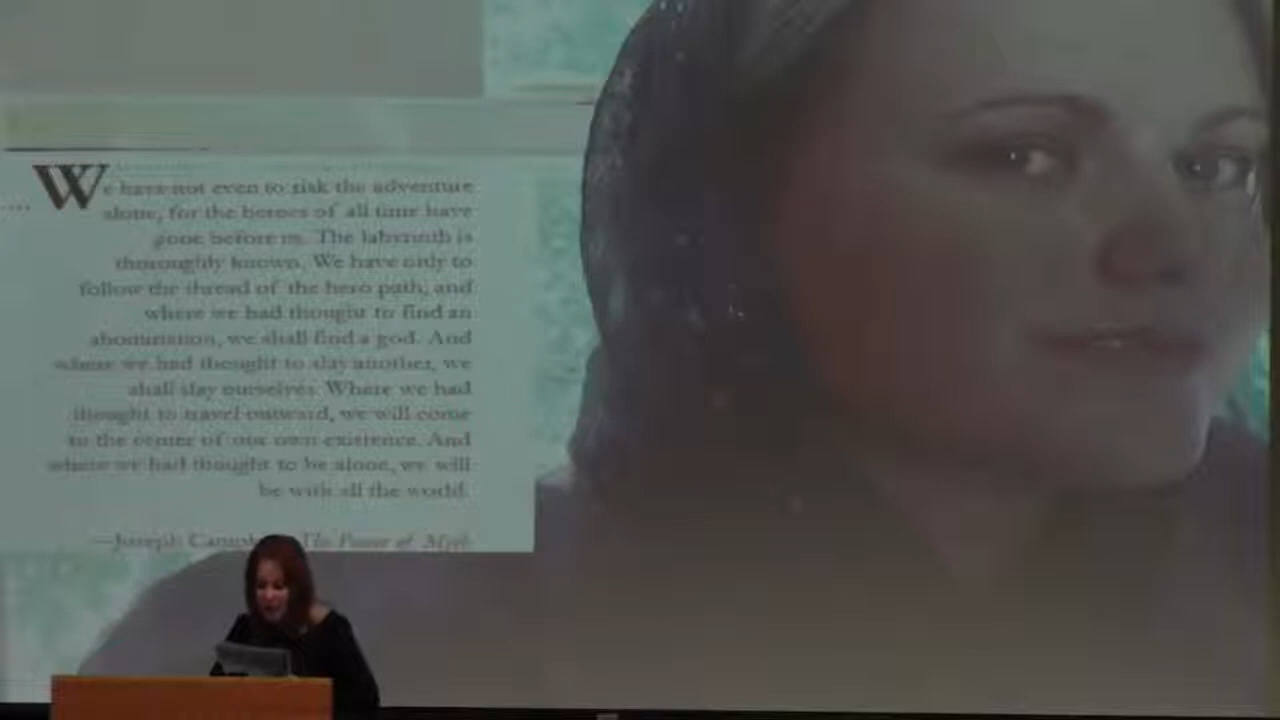 We have not even to risk the adventure
alone, for the heroes of all time have
gone before us. The labyrinth is
thoroughly known. We have only to
follow the thread of the hero path, and
where we had thought to find an
abomination, we shall find a god. And
where we had thought to slay another, we
shall slay ourselves. Where we had
thought to travel outward, we will come
to the center of our own existence. And
where we had thought to be alone, we will
be with all the world.
—Joseph The Power of Myth